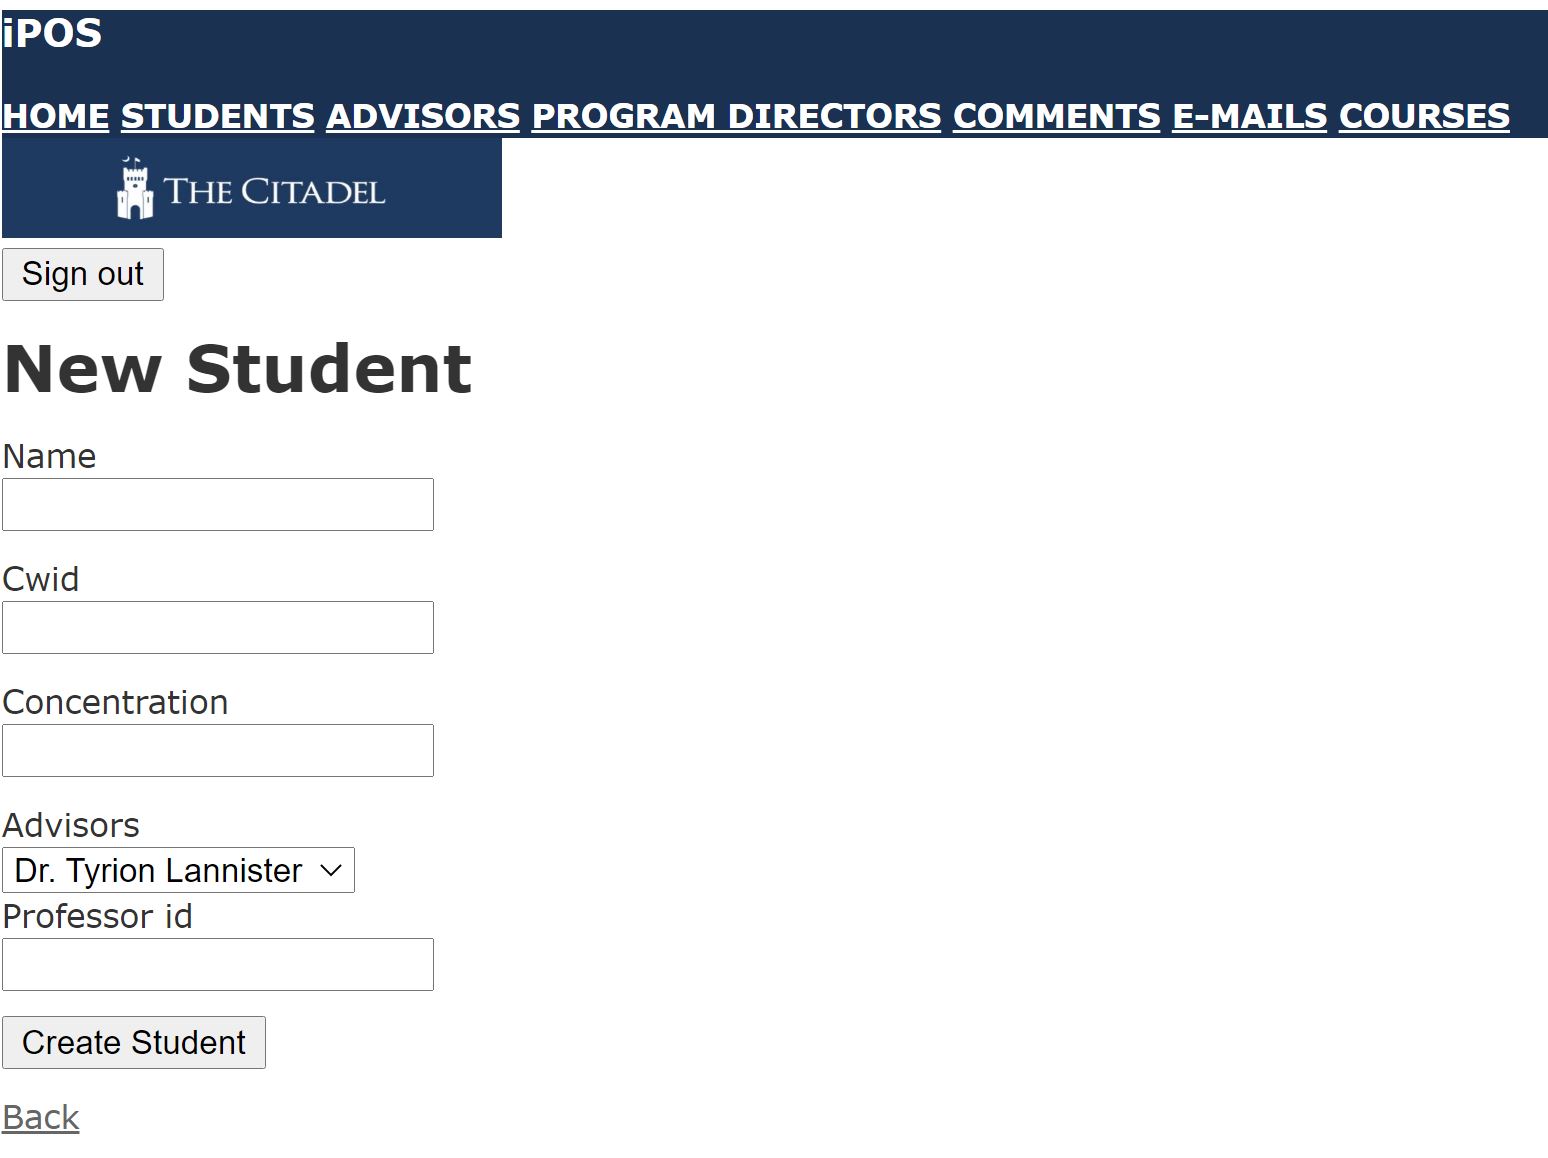 iPOS
HOME STUDENTS ADVISORS PROGRAM DIRECTORS COMMENTS E-MAILS COURSES
THE CITADEL
Sign out
New Student
Name
Cwid
Concentration
Advisors
Dr. Tyrion Lannister
Professor id
Create Student
Back